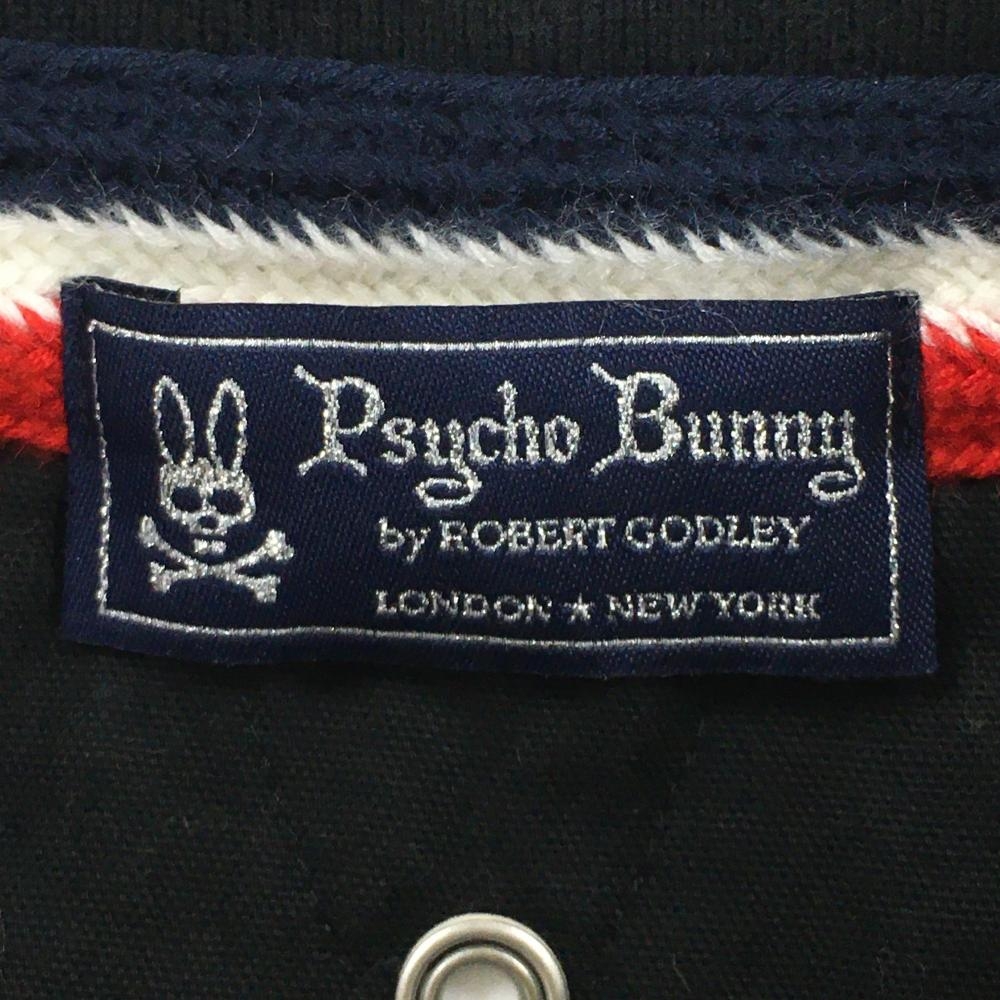 Psycho Bunny
by ROBERT GODLEY
LONDON ★ NEW YORK